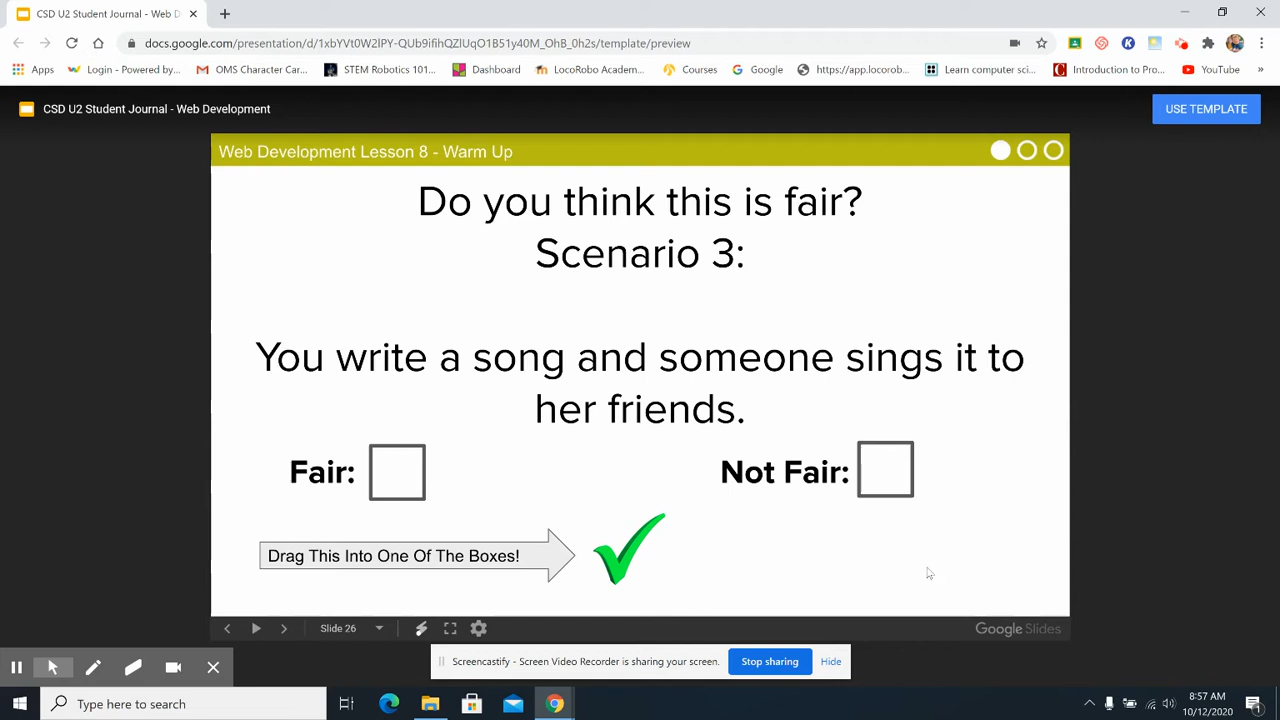 CSD U2 Student Journal - Web D
docs.google.com/presentation/d/1xbYVt0W2lPY-QUb9fifihQZlUqO1B51y40M_OhB_0h2s/template/preview
Apps
Login - Powered by...
OMS Character Car...
STEM Robotics 101...
Dashboard
LocoRobo Academ...
Courses
Google
https://app.locorob...
Learn computer sci...
Introduction to Pro...
YouTube
CSD U2 Student Journal - Web Development
USE TEMPLATE
Web Development Lesson 8 - Warm Up
Do you think this is fair?
Scenario 3:
You write a song and someone sings it to
her friends.
Fair:
Not Fair:
Drag This Into One Of The Boxes!
Slide 26
Google Slides
Screencastify - Screen Video Recorder is sharing your screen.
Stop sharing
Hide
Type here to search
8:57 AM
10/12/2020
1